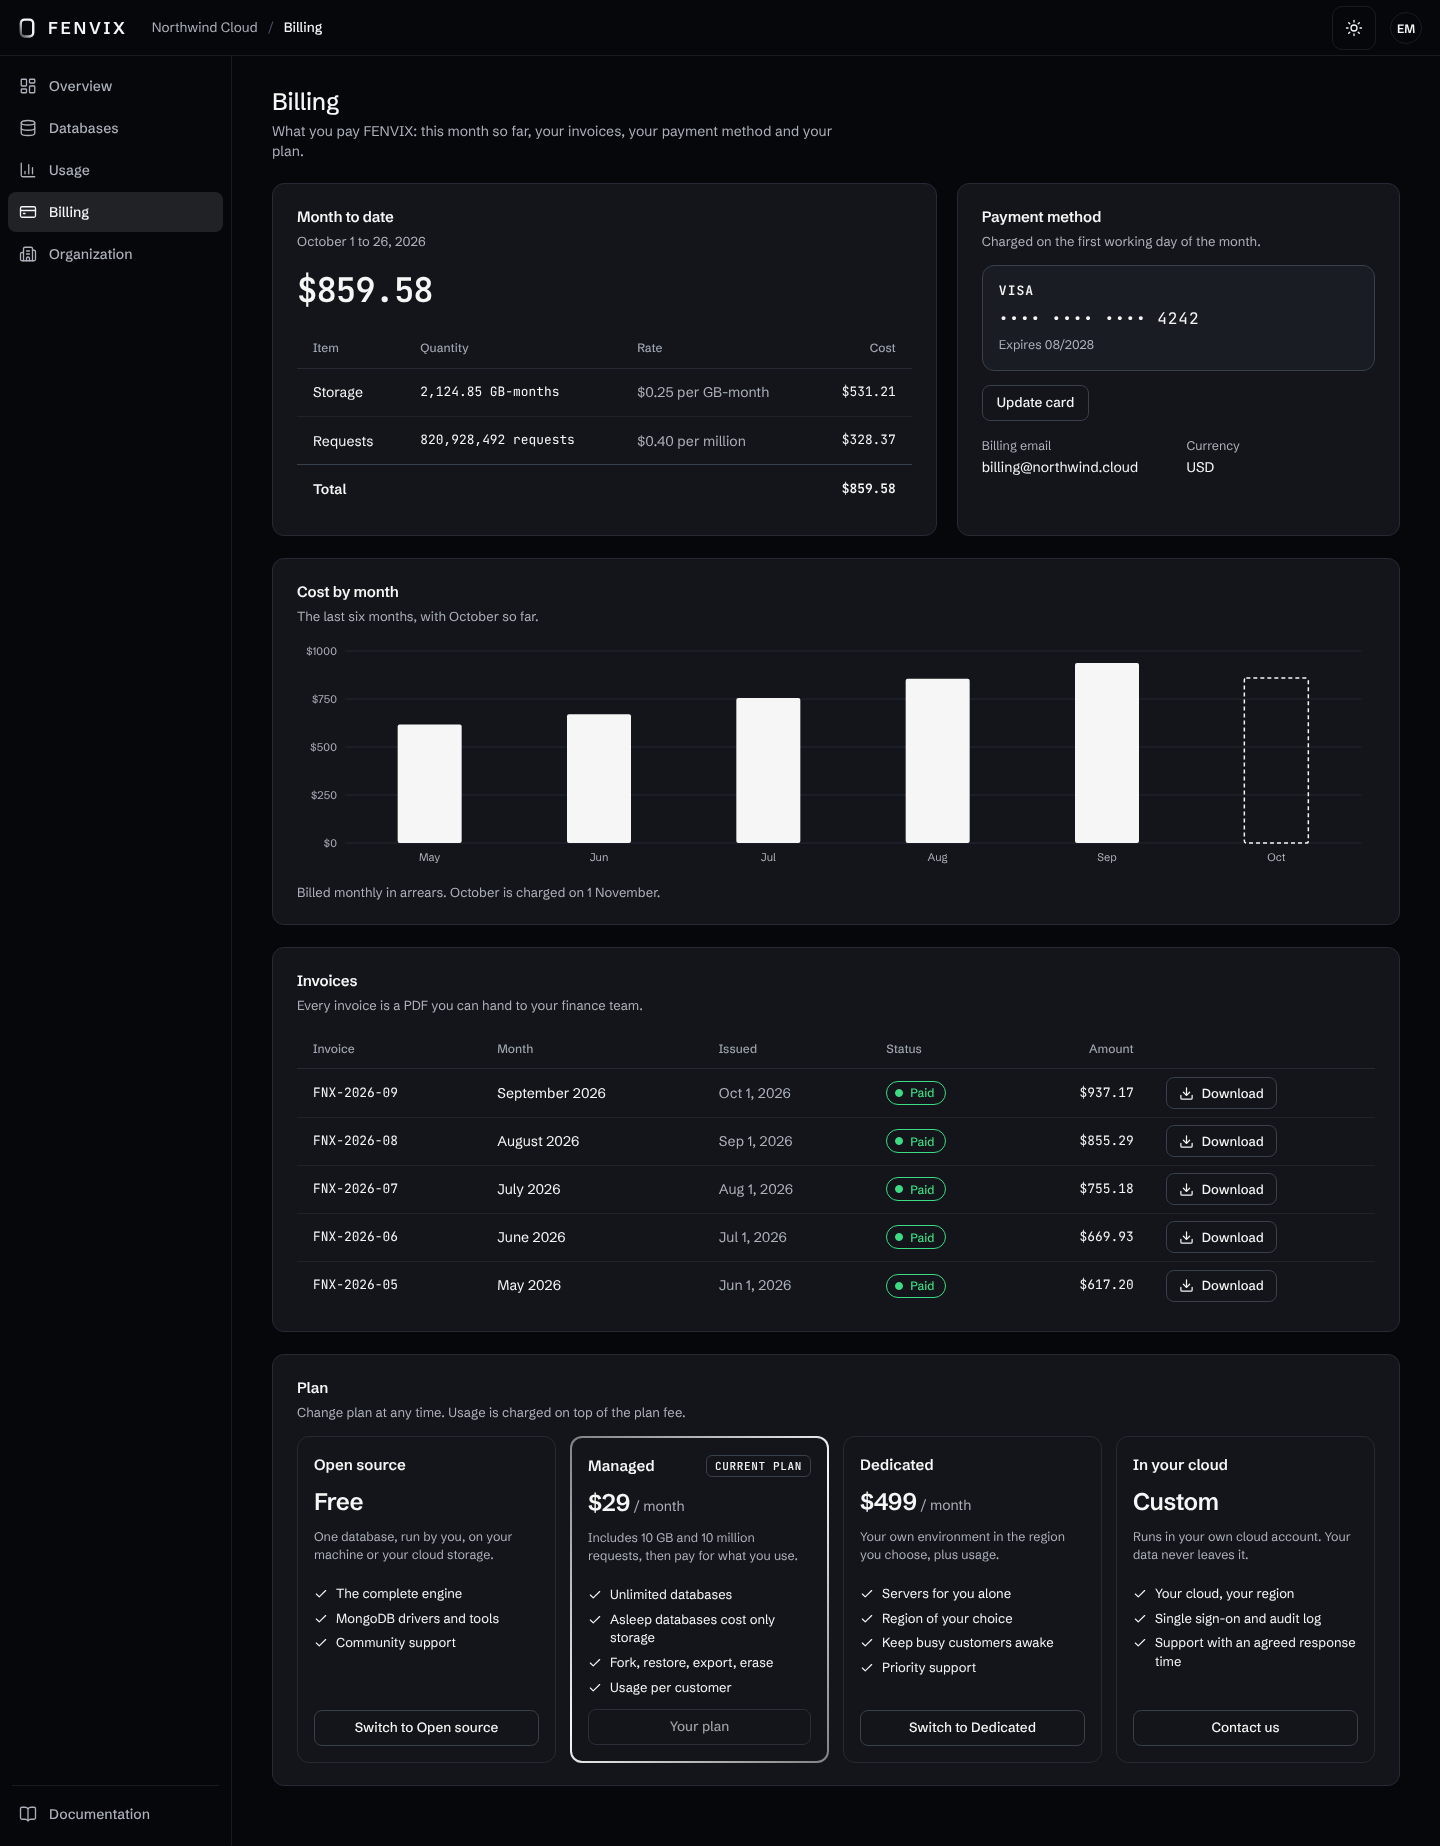 FENVIX
Northwind Cloud / Billing
EM
Overview
Databases
Usage
Billing
Organization
Documentation
Billing
What you pay FENVIX: this month so far, your invoices, your payment method and your
plan.
Month to date
October 1 to 26, 2026
$859.58
Item Quantity Rate Cost
Storage 2,124.85 GB-months $0.25 per GB-month $531.21
Requests 820,928,492 requests $0.40 per million $328.37
Total $859.58
Payment method
Charged on the first working day of the month.
VISA
•••• •••• •••• 4242
Expires 08/2028
Update card
Billing email Currency
billing@northwind.cloud USD
Cost by month
The last six months, with October so far.
$1000
$750
$500
$250
$0
May Jun Jul Aug Sep Oct
Billed monthly in arrears. October is charged on 1 November.
Invoices
Every invoice is a PDF you can hand to your finance team.
Invoice Month Issued Status Amount
FNX-2026-09 September 2026 Oct 1, 2026 Paid $937.17 Download
FNX-2026-08 August 2026 Sep 1, 2026 Paid $855.29 Download
FNX-2026-07 July 2026 Aug 1, 2026 Paid $755.18 Download
FNX-2026-06 June 2026 Jul 1, 2026 Paid $669.93 Download
FNX-2026-05 May 2026 Jun 1, 2026 Paid $617.20 Download
Plan
Change plan at any time. Usage is charged on top of the plan fee.
Open source
Free
One database, run by you, on your
machine or your cloud storage.
The complete engine
MongoDB drivers and tools
Community support
Switch to Open source
Managed CURRENT PLAN
$29 / month
Includes 10 GB and 10 million
requests, then pay for what you use.
Unlimited databases
Asleep databases cost only
storage
Fork, restore, export, erase
Usage per customer
Your plan
Dedicated
$499 / month
Your own environment in the region
you choose, plus usage.
Servers for you alone
Region of your choice
Keep busy customers awake
Priority support
Switch to Dedicated
In your cloud
Custom
Runs in your own cloud account. Your
data never leaves it.
Your cloud, your region
Single sign-on and audit log
Support with an agreed response
time
Contact us